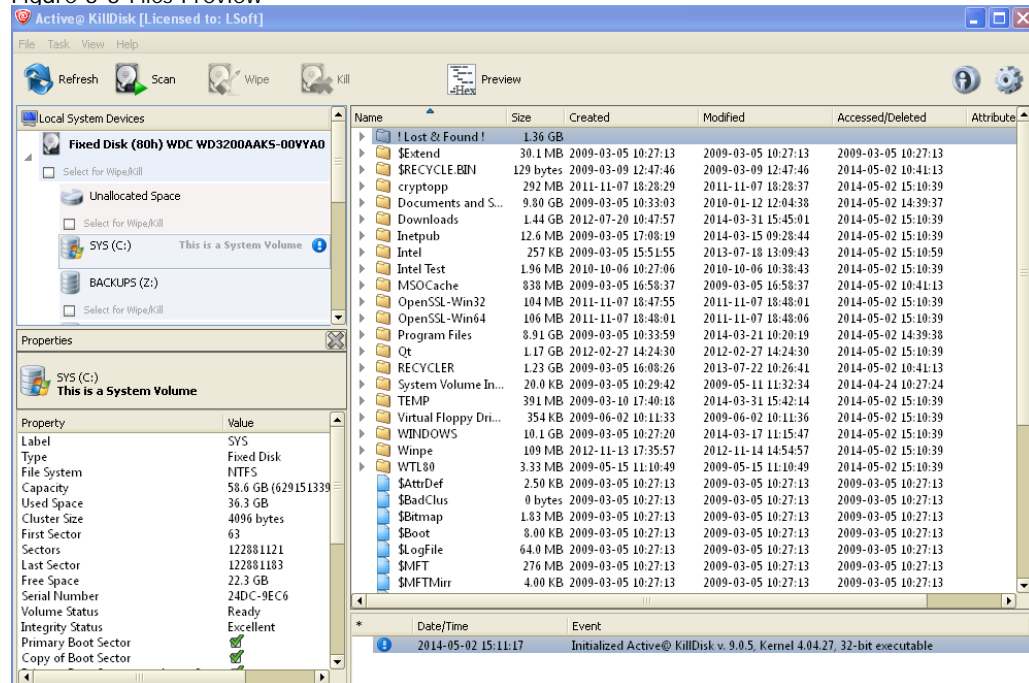 Active@ KillDisk [Licensed to: LSoft]
File Task View Help
Refresh Scan Wipe Kill Preview
Local System Devices
Fixed Disk (80h) WDC WD3200AAKS-00VYA0
Select for Wipe/Kill
Unallocated Space
Select for Wipe/Kill
SYS (C:) This is a System Volume
BACKUPS (Z:)
Select for Wipe/Kill
Properties
SYS (C:)
This is a System Volume
Property Value
Label SYS
Type Fixed Disk
File System NTFS
Capacity 58.6 GB (629151339
Used Space 36.3 GB
Cluster Size 4096 bytes
First Sector 63
Sectors 122881121
Last Sector 122881183
Free Space 22.3 GB
Serial Number 24DC-9EC6
Volume Status Ready
Integrity Status Excellent
Primary Boot Sector
Copy of Boot Sector
Name Size Created Modified Accessed/Deleted Attribute
! Lost & Found ! 1.36 GB
$Extend 30.1 MB 2009-03-05 10:27:13 2009-03-05 10:27:13 2009-03-05 10:27:13
$RECYCLE.BIN 129 bytes 2009-03-09 12:47:46 2009-03-09 12:47:46 2014-05-02 10:41:13
cryptopp 292 MB 2011-11-07 18:28:29 2011-11-07 18:28:37 2014-05-02 15:10:39
Documents and S... 9.80 GB 2009-03-05 10:33:03 2010-01-12 12:04:38 2014-05-02 14:39:37
Downloads 1.44 GB 2012-07-20 10:47:57 2014-03-31 15:45:01 2014-05-02 15:10:39
Inetpub 12.6 MB 2009-03-05 17:08:19 2014-03-15 09:28:44 2014-05-02 15:10:39
Intel 257 KB 2009-03-05 15:51:55 2013-07-18 13:09:43 2014-05-02 15:10:59
Intel Test 1.96 MB 2010-10-06 10:27:06 2010-10-06 10:38:43 2014-05-02 15:10:39
MSOCache 838 MB 2009-03-05 16:58:37 2009-03-05 16:58:37 2014-05-02 10:41:13
OpenSSL-Win32 104 MB 2011-11-07 18:47:55 2011-11-07 18:48:01 2014-05-02 15:10:39
OpenSSL-Win64 106 MB 2011-11-07 18:48:01 2011-11-07 18:48:06 2014-05-02 15:10:39
Program Files 8.91 GB 2009-03-05 10:33:59 2014-03-21 10:20:19 2014-05-02 14:39:38
Qt 1.17 GB 2012-02-27 14:24:30 2012-02-27 14:24:30 2014-05-02 15:10:39
RECYCLER 1.23 GB 2009-03-05 16:08:26 2013-07-22 10:26:41 2014-05-02 10:41:13
System Volume In... 20.0 KB 2009-03-05 10:29:42 2009-05-11 11:32:34 2014-04-24 10:27:24
TEMP 391 MB 2009-03-10 17:40:18 2014-03-31 15:42:14 2014-05-02 15:10:39
Virtual Floppy Dri... 354 KB 2009-06-02 10:11:33 2009-06-02 10:11:36 2014-05-02 15:10:39
WINDOWS 10.1 GB 2009-03-05 10:27:20 2014-03-17 11:15:47 2014-05-02 15:10:39
Winpe 109 MB 2012-11-13 17:35:57 2012-11-14 14:54:57 2014-05-02 15:10:39
WTL80 3.33 MB 2009-05-15 11:10:49 2009-05-15 11:10:49 2014-05-02 15:10:39
$AttrDef 2.50 KB 2009-03-05 10:27:13 2009-03-05 10:27:13 2009-03-05 10:27:13
$BadClus 0 bytes 2009-03-05 10:27:13 2009-03-05 10:27:13 2009-03-05 10:27:13
$Bitmap 1.83 MB 2009-03-05 10:27:13 2009-03-05 10:27:13 2009-03-05 10:27:13
$Boot 8.00 KB 2009-03-05 10:27:13 2009-03-05 10:27:13 2009-03-05 10:27:13
$LogFile 64.0 MB 2009-03-05 10:27:13 2009-03-05 10:27:13 2009-03-05 10:27:13
$MFT 276 MB 2009-03-05 10:27:13 2009-03-05 10:27:13 2009-03-05 10:27:13
$MFTMirr 4.00 KB 2009-03-05 10:27:13 2009-03-05 10:27:13 2009-03-05 10:27:13
* Date/Time Event
2014-05-02 15:11:17 Initialized Active@ KillDisk v. 9.0.5, Kernel 4.04.27, 32-bit executable